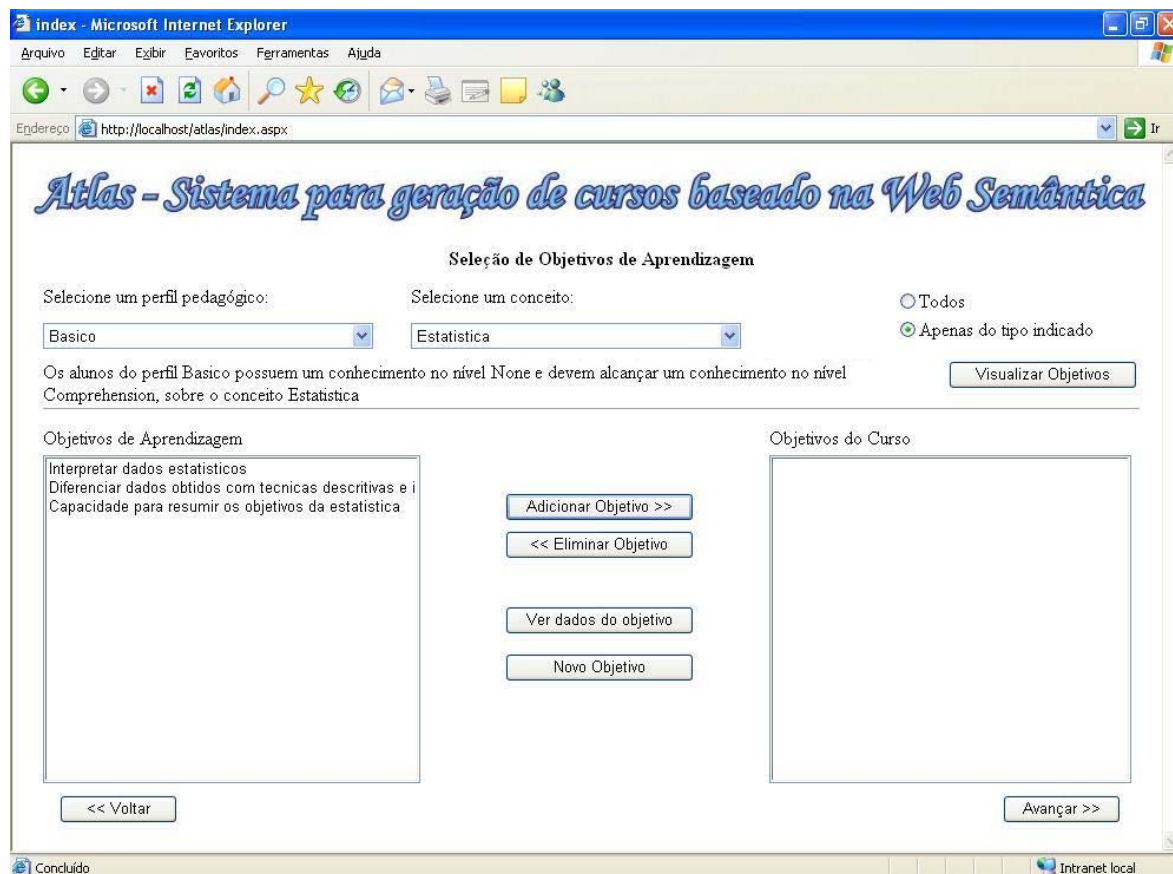 index - Microsoft Internet Explorer
Arquivo Editar Exibir Favoritos Ferramentas Ajuda
Endereço http://localhost/atlas/index.aspx Ir
Atlas - Sistema para geração de cursos baseado na Web Semântica
Seleção de Objetivos de Aprendizagem
Selecione um perfil pedagógico: Selecione um conceito:
Todos
Basico Estatistica Apenas do tipo indicado
Os alunos do perfil Basico possuem um conhecimento no nível None e devem alcançar um conhecimento no nível
Comprehension, sobre o conceito Estatistica
Visualizar Objetivos
Objetivos de Aprendizagem Objetivos do Curso
Interpretar dados estatisticos
Diferenciar dados obtidos com tecnicas descritivas e i
Capacidade para resumir os objetivos da estatistica
Adicionar Objetivo >>
<< Eliminar Objetivo
Ver dados do objetivo
Novo Objetivo
<< Voltar Avançar >>
Concluído Intranet local